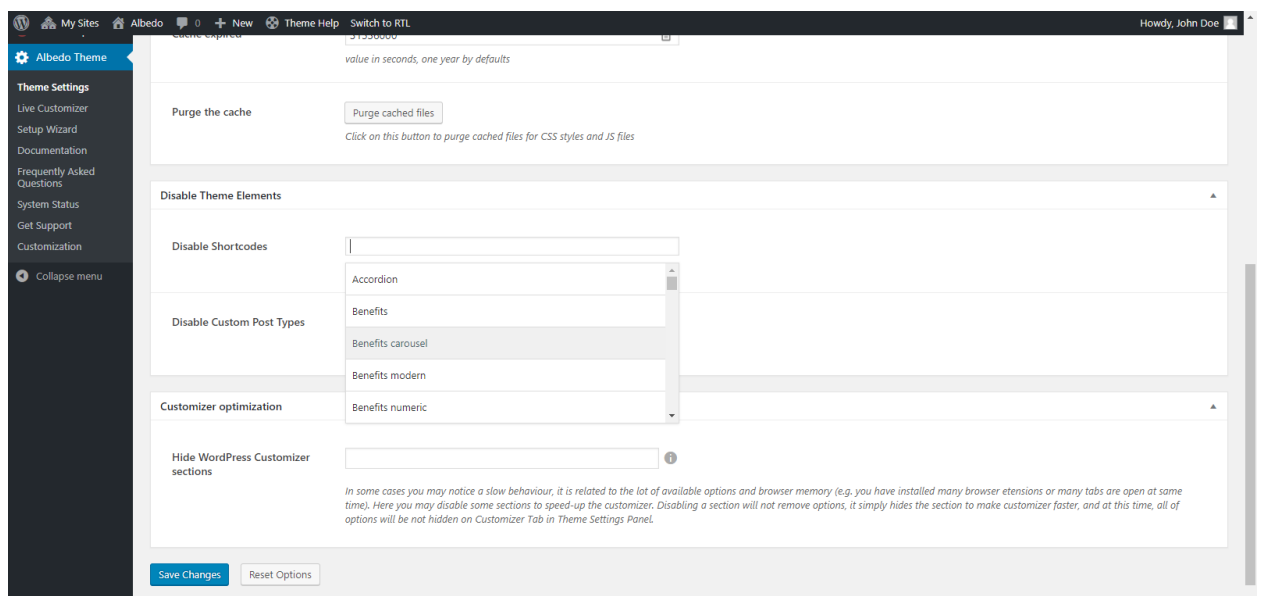 My Sites Albedo 0 New Theme Help Switch to RTL Howdy, John Doe
Albedo Theme
Theme Settings
Live Customizer
Setup Wizard
Documentation
Frequently Asked
Questions
System Status
Get Support
Customization
Collapse menu
Cache expired 31536000
value in seconds, one year by defaults
Purge the cache Purge cached files
Click on this button to purge cached files for CSS styles and JS files
Disable Theme Elements
Disable Shortcodes
Accordion
Benefits
Benefits carousel
Benefits modern
Benefits numeric
Disable Custom Post Types
Customizer optimization
Hide WordPress Customizer
sections
In some cases you may notice a slow behaviour, it is related to the lot of available options and browser memory (e.g. you have installed many browser etensions or many tabs are open at same
time). Here you may disable some sections to speed-up the customizer. Disabling a section will not remove options, it simply hides the section to make customizer faster, and at this time, all of
options will be not hidden on Customizer Tab in Theme Settings Panel.
Save Changes Reset Options